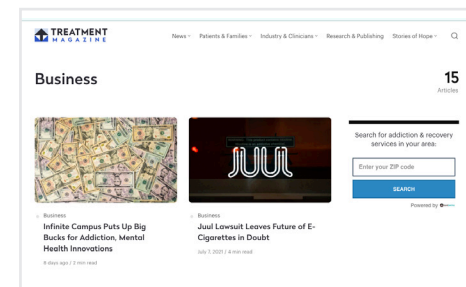 TREATMENT
MAGAZINE
News
Patients & Families
Industry & Clinicians
Research & Publishing
Stories of Hope
Business
15
Articles
JUUL
Search for addiction & recovery
services in your area:
Enter your ZIP code
SEARCH
Powered by
Business
Infinite Campus Puts Up Big
Bucks for Addiction, Mental
Health Innovations
6 days ago / 2 min read
Business
Juul Lawsuit Leaves Future of E-
Cigarettes in Doubt
July 7, 2021 / 4 min read